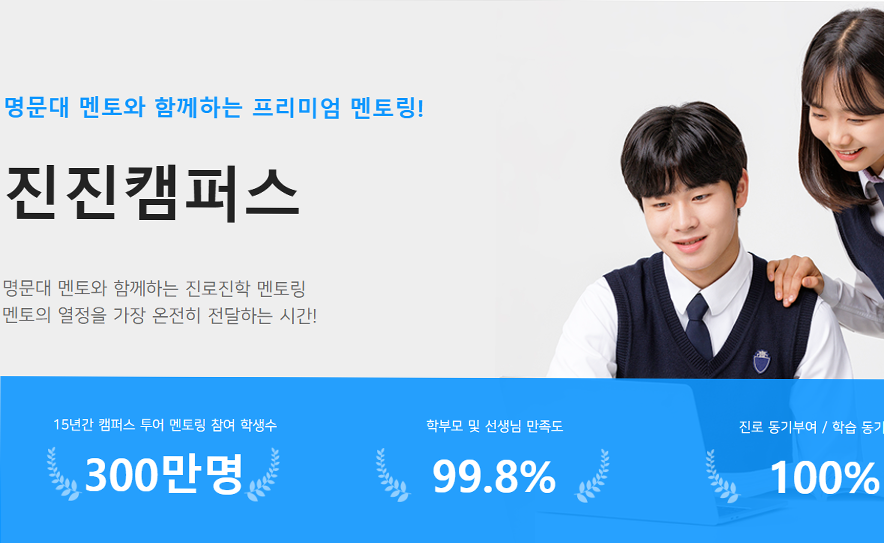 명문대 멘토와 함께하는 프리미엄 멘토링!
진진캠퍼스
명문대 멘토와 함께하는 진로진학 멘토링
멘토의 열정을 가장 온전히 전달하는 시간!
15년간 캠퍼스 투어 멘토링 참여 학생수
300만명
학부모 및 선생님 만족도
99.8%
진로 동기부여 / 학습 동기
100%